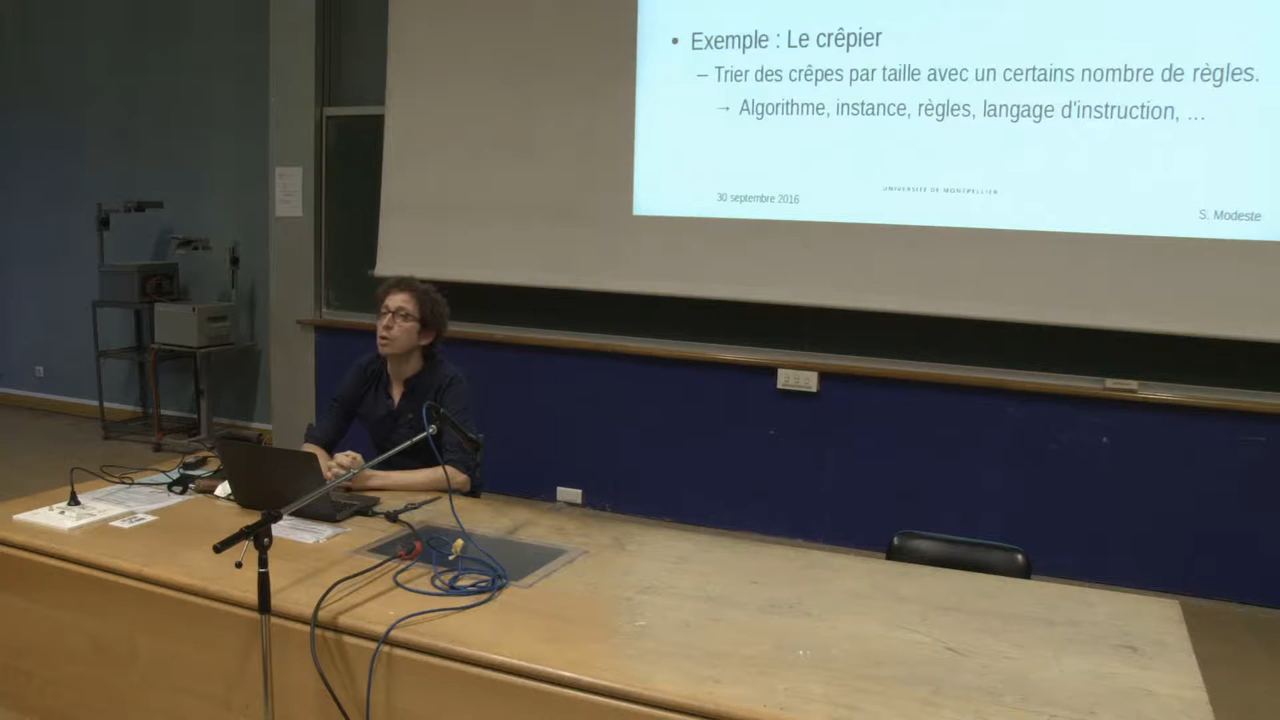 • Exemple : Le crêpier
– Trier des crêpes par taille avec un certains nombre de règles.
→ Algorithme, instance, règles, langage d'instruction, ...
30 septembre 2016
UNIVERSITÉ DE MONTPELLIER
S. Modeste